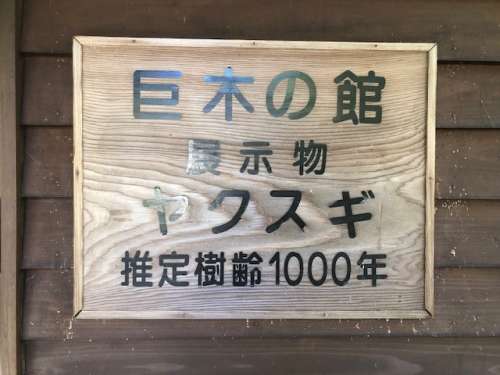 巨木の館
展示物
ヤクスギ
推定樹齢1000年